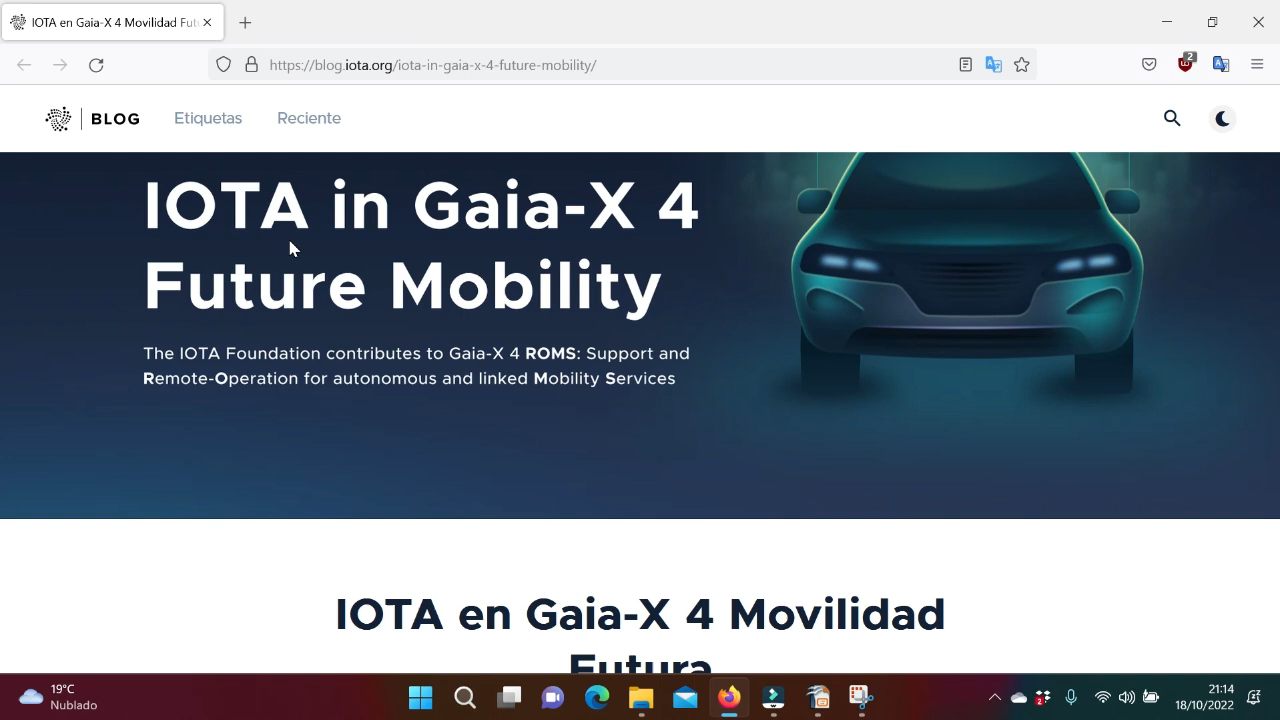 IOTA en Gaia-X 4 Movilidad Fut
https://blog.iota.org/iota-in-gaia-x-4-future-mobility/
2
BLOG Etiquetas Reciente
IOTA in Gaia-X 4
Future Mobility
The IOTA Foundation contributes to Gaia-X 4 ROMS: Support and
Remote-Operation for autonomous and linked Mobility Services
IOTA en Gaia-X 4 Movilidad
Futura
19°C
Nublado
21:14
18/10/2022